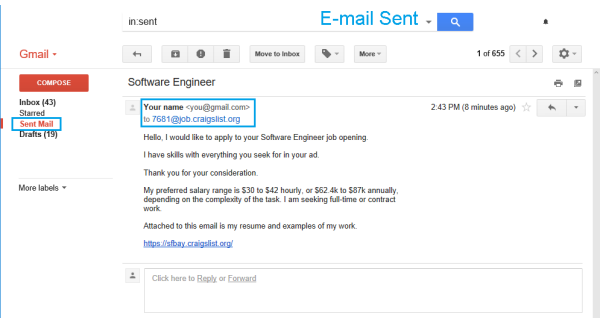 in:sent
E-mail Sent
Gmail
Move to Inbox
More
1 of 655
COMPOSE
Inbox (43)
Starred
Sent Mail
Drafts (19)
More labels
Software Engineer
Your name <you@gmail.com>
to 7681@job.craigslist.org
2:43 PM (8 minutes ago)
Hello, I would like to apply to your Software Engineer job opening.
I have skills with everything you seek for in your ad.
Thank you for your consideration.
My preferred salary range is $30 to $42 hourly, or $62.4k to $87k annually,
depending on the complexity of the task. I am seeking full-time or contract
work.
Attached to this email is my resume and examples of my work.
https://sfbay.craigslist.org/
Click here to Reply or Forward